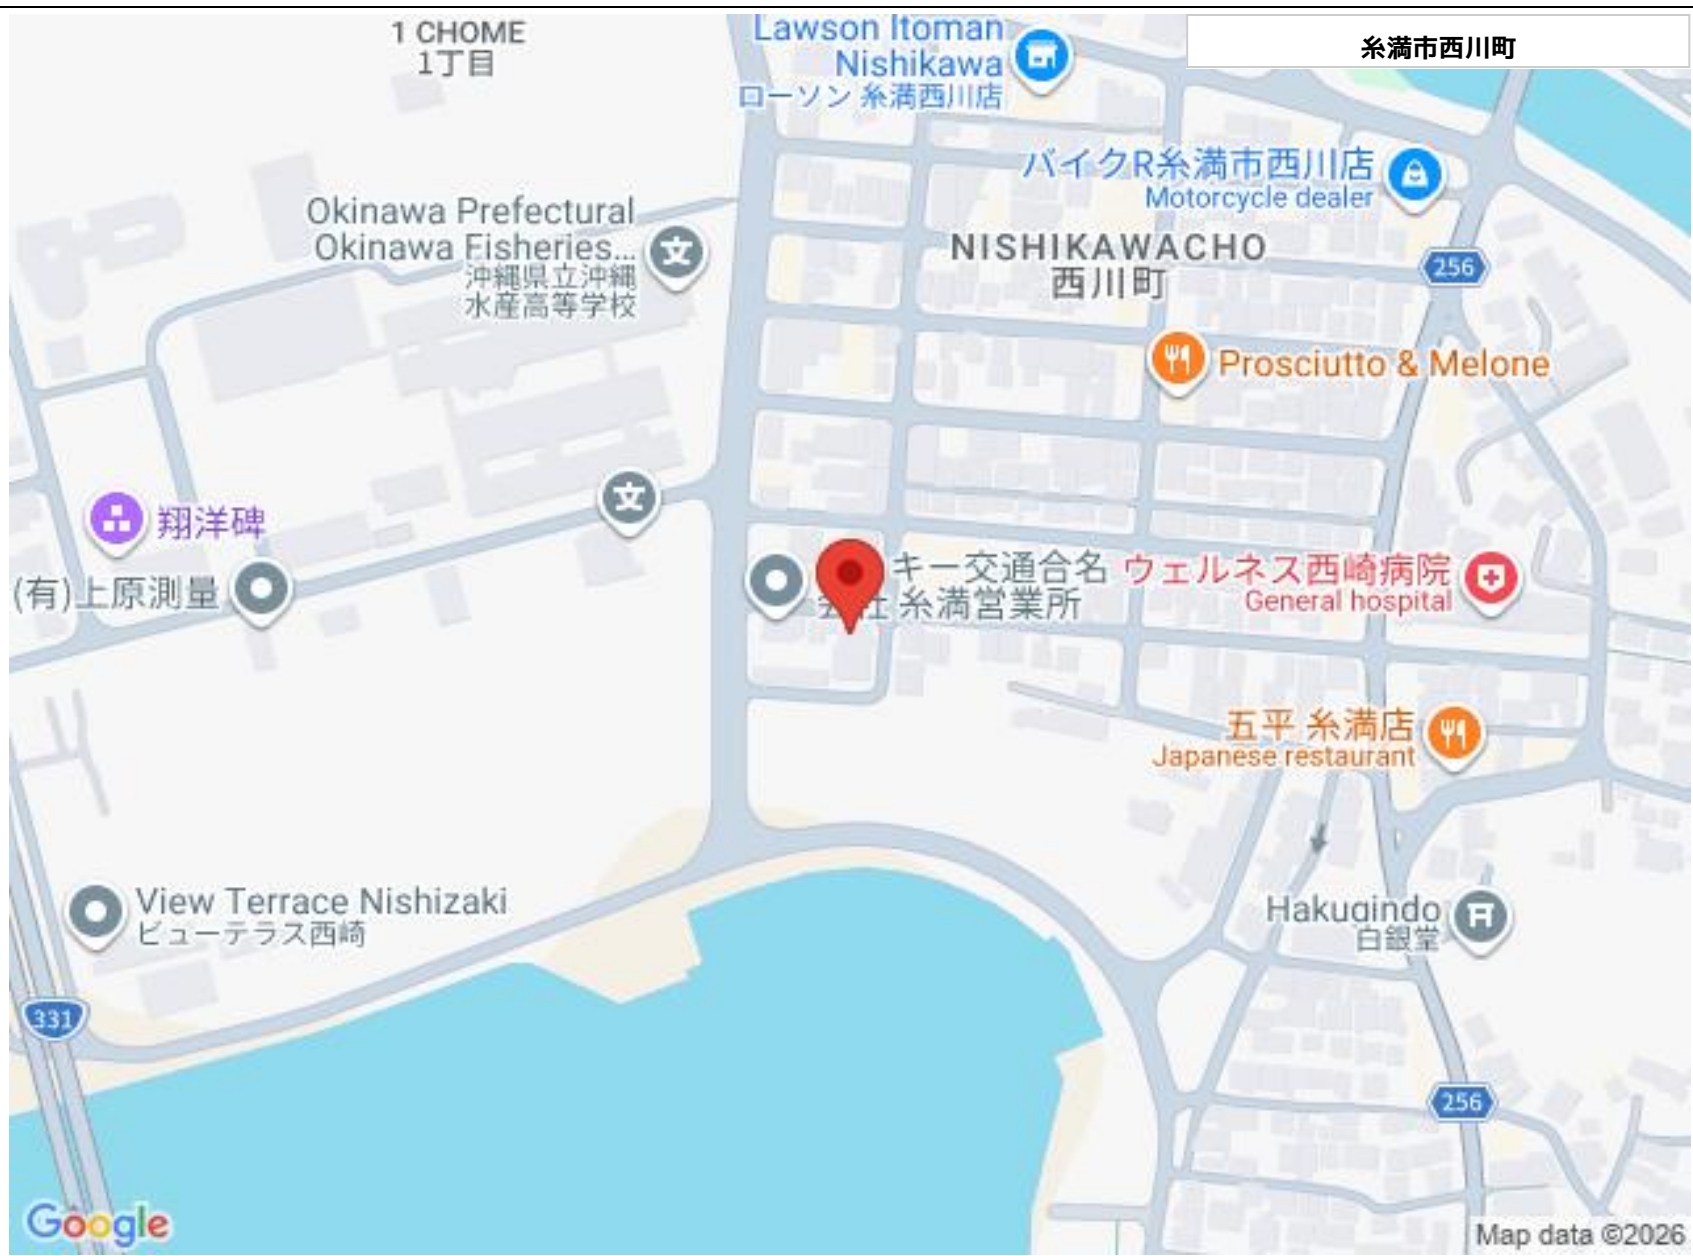 1 CHOME
1丁目
Lawson Itoman
Nishikawa
ローソン 糸満西川店
糸満市西川町
バイクR糸満市西川店
Motorcycle dealer
Okinawa Prefectural
Okinawa Fisheries...
沖縄県立沖縄
水産高等学校
NISHIKAWACHO
西川町
256
Prosciutto & Melone
翔洋碑
(有)上原測量
キー交通合名
会社 糸満営業所
ウェルネス西崎病院
General hospital
五平 糸満店
Japanese restaurant
View Terrace Nishizaki
ビューテラス西崎
Hakugindo
白銀堂
331
256
Google
Map data ©2026